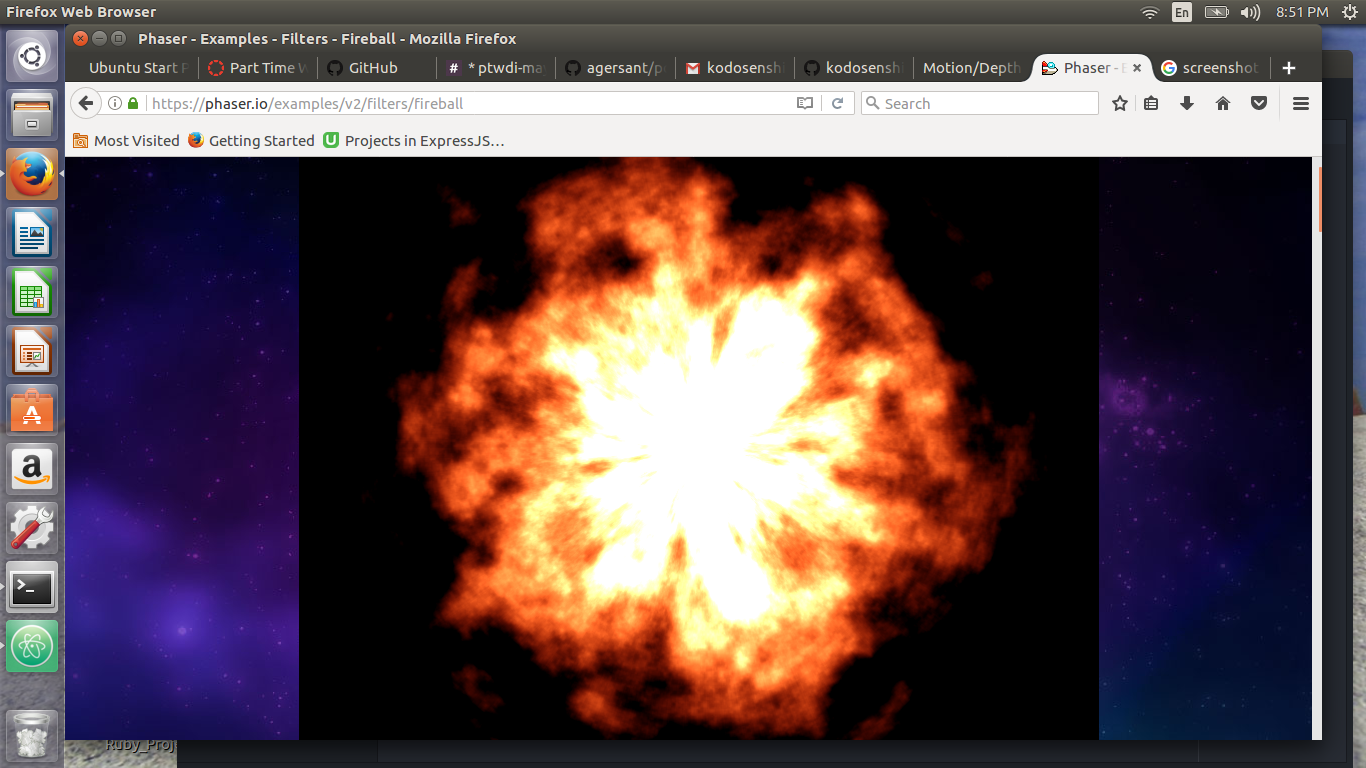 Firefox Web Browser
En
8:51 PM
Phaser - Examples - Filters - Fireball - Mozilla Firefox
Ubuntu Start P
Part Time W
GitHub
# * ptwdi-ma
agersant/p
kodosensh
kodosensh
Motion/Depth
Phaser - E
screenshot
https://phaser.io/examples/v2/filters/fireball
Search
Most Visited
Getting Started
U
Projects in ExpressJS...
A
a
>_
Ruby_Proj